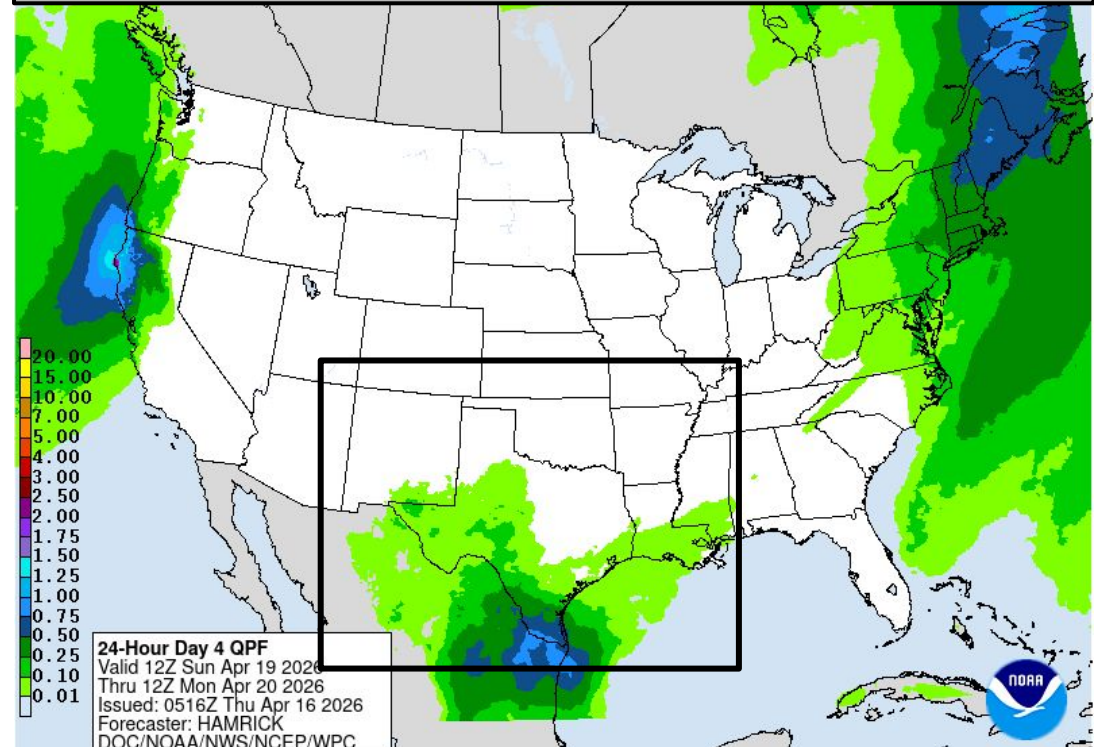 20.00
15.00
10.00
7.00
5.00
4.00
3.00
2.50
2.00
1.75
1.50
1.25
1.00
0.75
0.50
0.25
0.10
0.01
24-Hour Day 4 QPF
Valid 12Z Sun Apr 19 2026
Thru 12Z Mon Apr 20 2026
Issued: 0516Z Thu Apr 16 2026
Forecaster: HAMRICK
DOC/NOAA/NWS/NCEP/WPC
NOAA